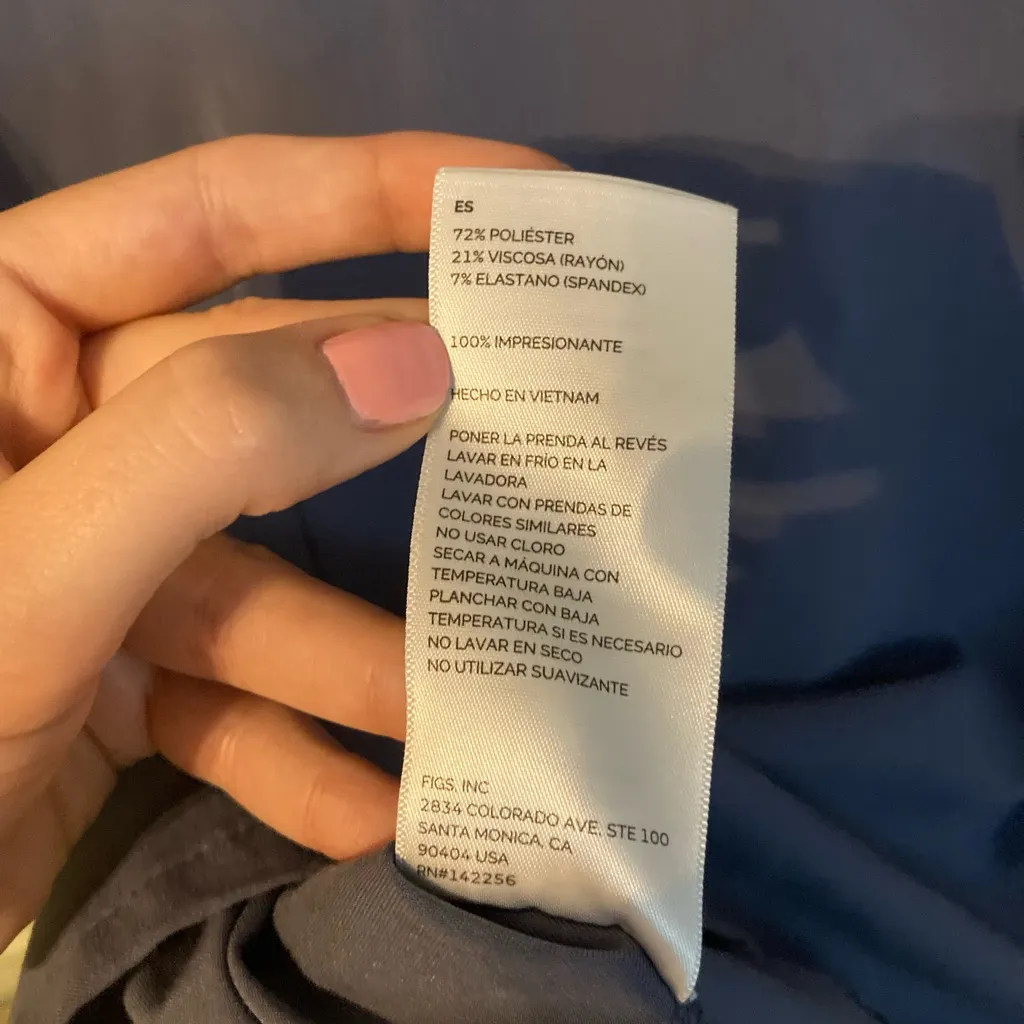 ES
72% POLIÉSTER
21% VISCOSA (RAYÓN)
7% ELASTANO (SPANDEX)
100% IMPRESIONANTE
HECHO EN VIETNAM
PONER LA PRENDA AL REVÉS
LAVAR EN FRÍO EN LA
LAVADORA
LAVAR CON PRENDAS DE
COLORES SIMILARES
NO USAR CLORO
SECAR A MÁQUINA CON
TEMPERATURA BAJA
PLANCHAR CON BAJA
TEMPERATURA SI ES NECESARIO
NO LAVAR EN SECO
NO UTILIZAR SUAVIZANTE
FIGS, INC
2834 COLORADO AVE, STE 100
SANTA MONICA, CA
90404 USA
RN#142256